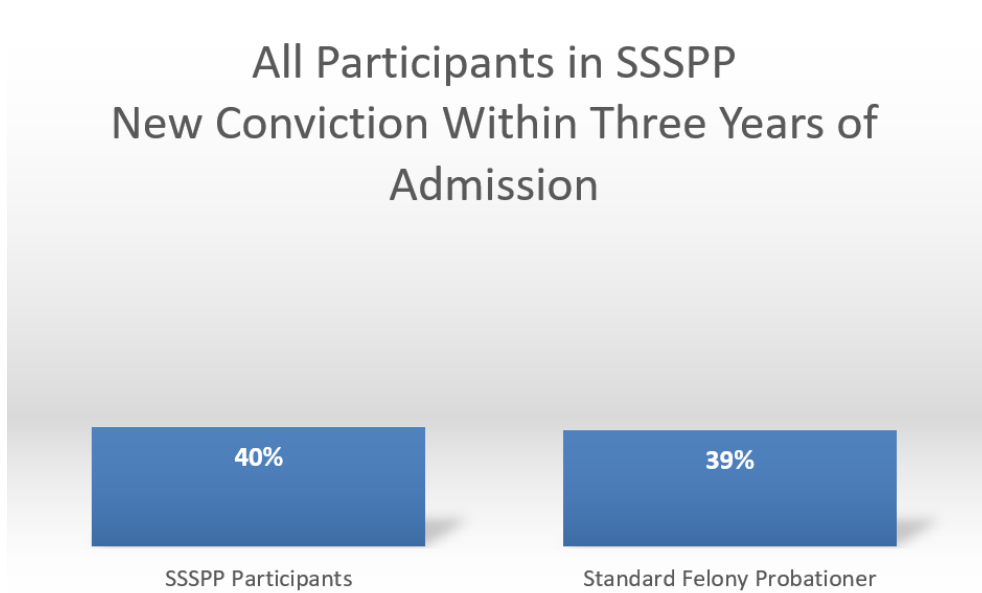 All Participants in SSSPP
New Conviction Within Three Years of
Admission
40%
39%
SSSPP Participants
Standard Felony Probationer